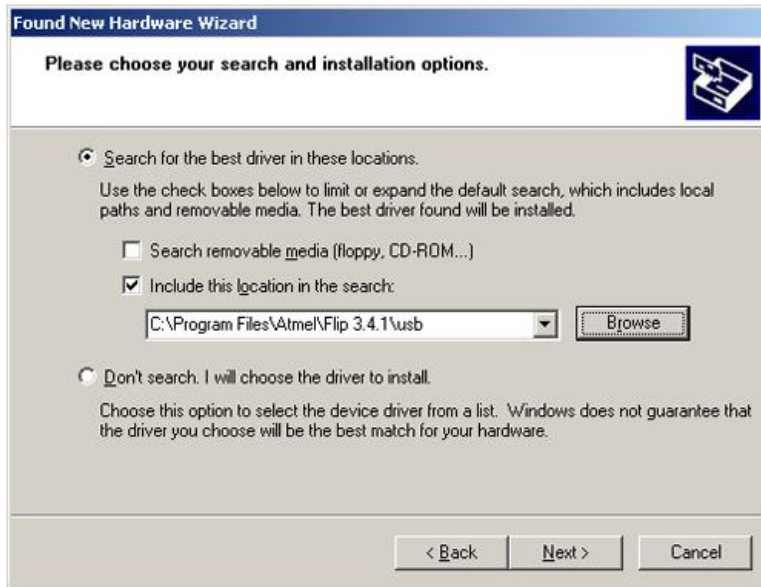 Found New Hardware Wizard
Please choose your search and installation options.
Search for the best driver in these locations.
Use the check boxes below to limit or expand the default search, which includes local
paths and removable media. The best driver found will be installed.
Search removable media (floppy, CD-ROM...)
Include this location in the search:
C:\Program Files\Atmel\Flip 3.4.1\usb
Browse
Don't search. I will choose the driver to install.
Choose this option to select the device driver from a list. Windows does not guarantee that
the driver you choose will be the best match for your hardware.
< Back Next > Cancel